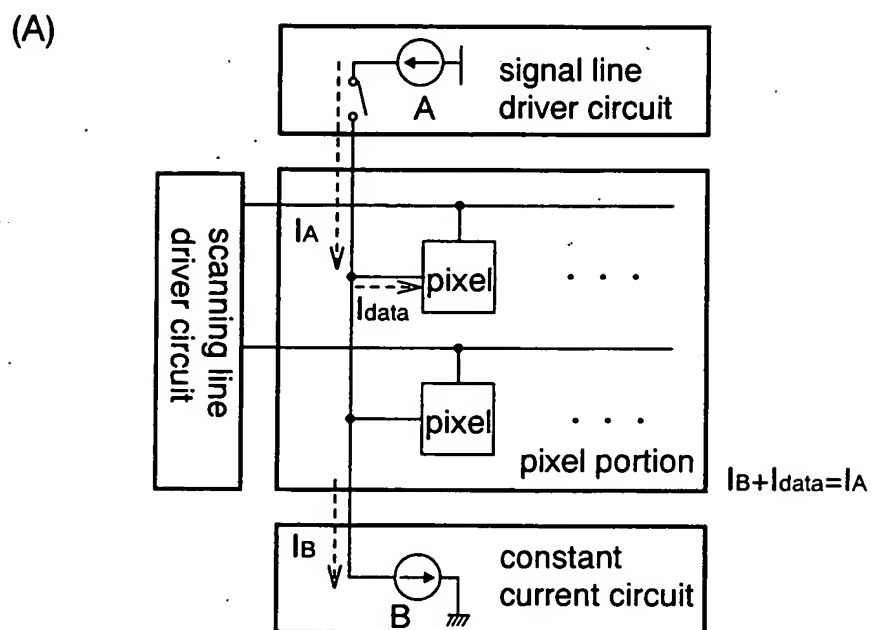 (A)
signal line
driver circuit
A
scanning line
driver circuit
IA
pixel
. . .
Idata
pixel
. . .
pixel portion
IB+Idata=IA
IB
constant
current circuit
B